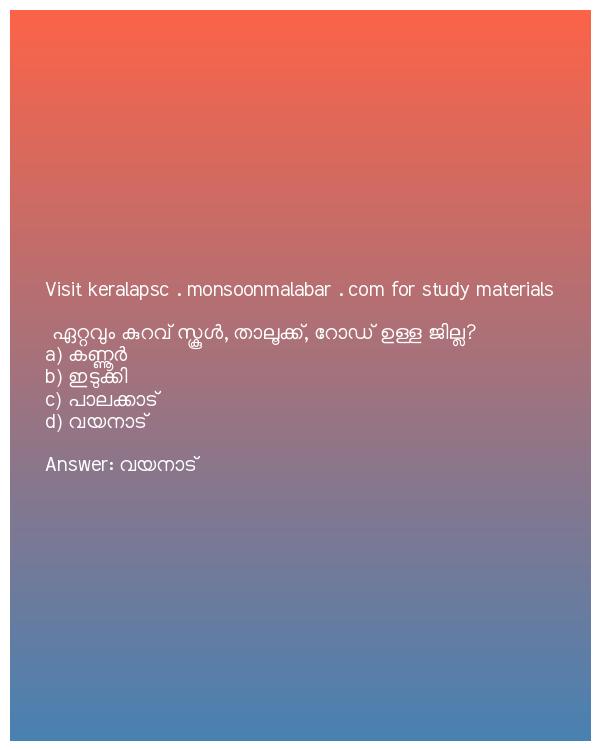 Visit keralapsc . monsoonmalabar . com for study materials
ഏറ്റവും കുറവ് സ്കൂൾ, താലൂക്ക്, റോഡ് ഉള്ള ജില്ല?
a) കണ്ണൂർ
b) ഇടുക്കി
c) പാലക്കാട്
d) വയനാട്
Answer: വയനാട്